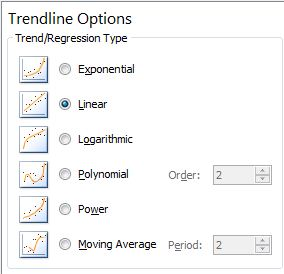 Trendline Options
Trend/Regression Type
Exponential
Linear
Logarithmic
Polynomial Order: 2
Power
Moving Average Period: 2